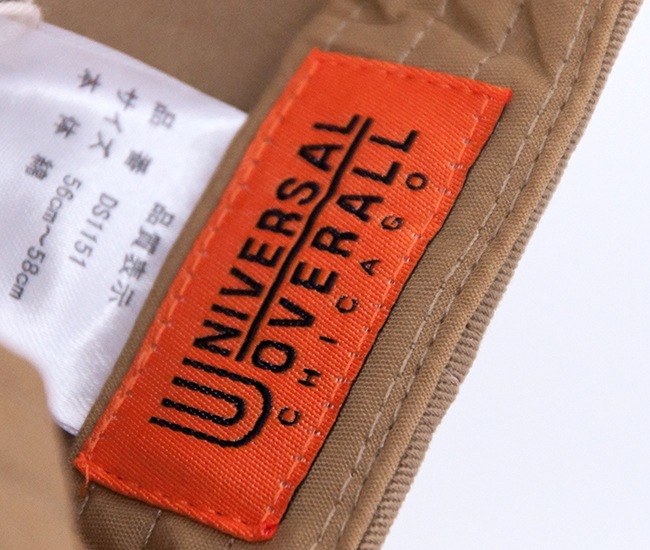 UNIVERSAL
OVERALL
CHICAGO
品質表示
品番 DS1151
サイズ 56cm～58cm
本体 綿